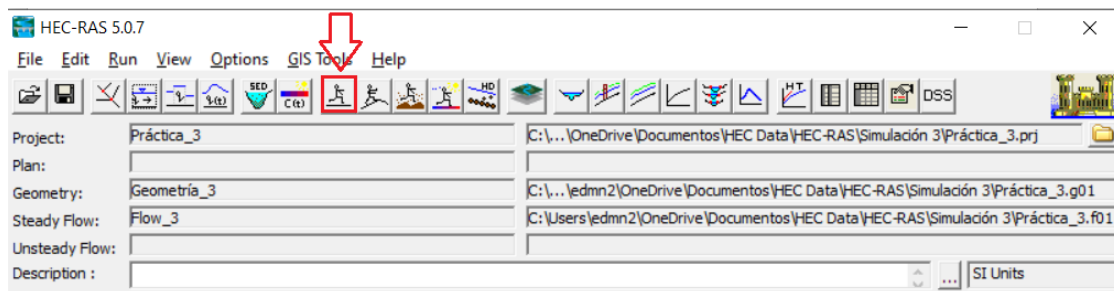 HEC-RAS 5.0.7
File Edit Run View Options GIS Tools Help
SED C(t) HD HT DSS
Project: Práctica_3 C:\...\OneDrive\Documentos\HEC Data\HEC-RAS\Simulación 3\Práctica_3.prj
Plan:
Geometry: Geometría_3 C:\...\edmn2\OneDrive\Documentos\HEC Data\HEC-RAS\Simulación 3\Práctica_3.g01
Steady Flow: Flow_3 C:\Users\edmn2\OneDrive\Documentos\HEC Data\HEC-RAS\Simulación 3\Práctica_3.f01
Unsteady Flow:
Description : ... SI Units